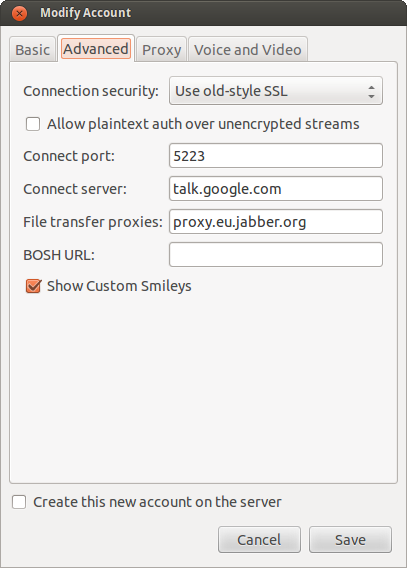 Modify Account
Basic Advanced Proxy Voice and Video
Connection security: Use old-style SSL
Allow plaintext auth over unencrypted streams
Connect port: 5223
Connect server: talk.google.com
File transfer proxies: proxy.eu.jabber.org
BOSH URL:
Show Custom Smileys
Create this new account on the server
Cancel Save